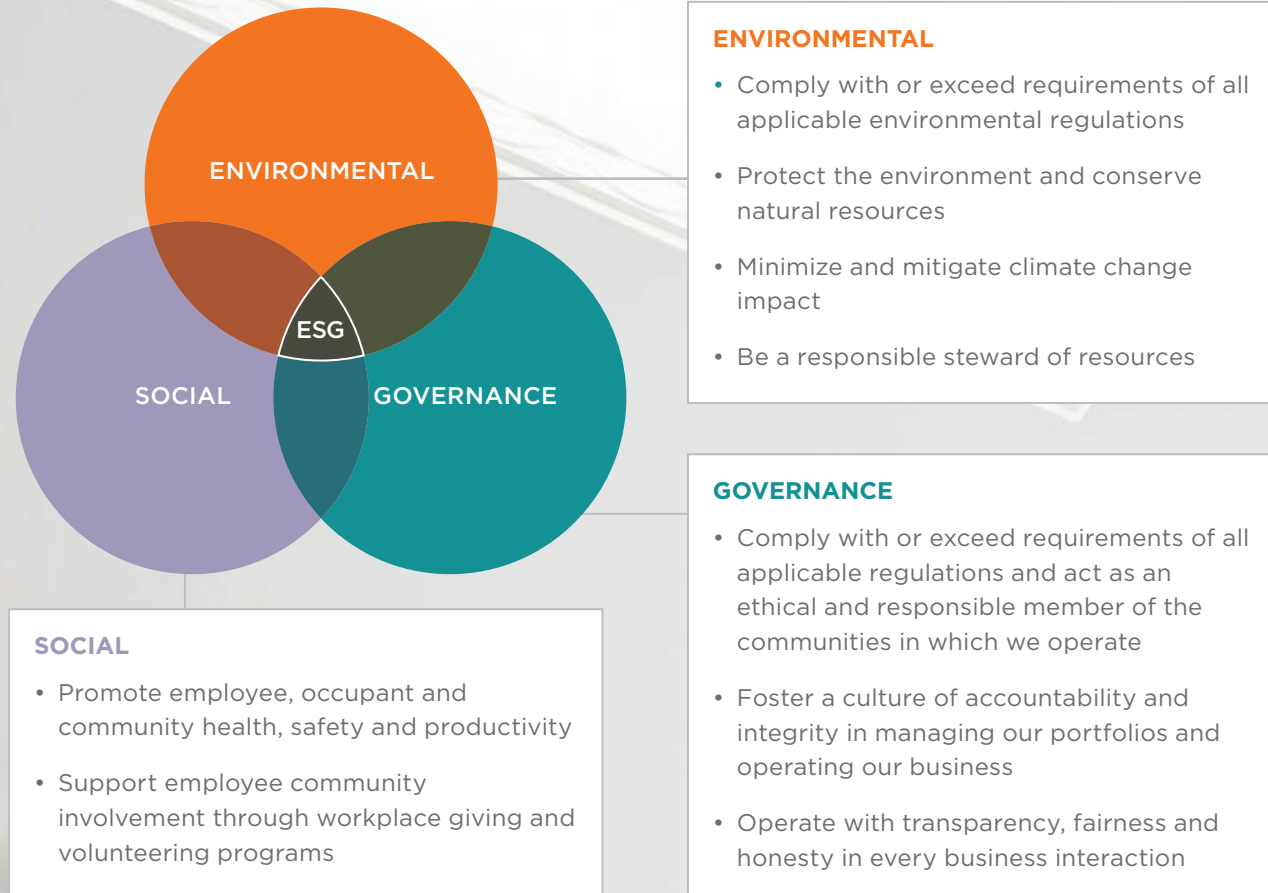 ENVIRONMENTAL
SOCIAL
GOVERNANCE
ESG
ENVIRONMENTAL
• Comply with or exceed requirements of all
applicable environmental regulations
• Protect the environment and conserve
natural resources
• Minimize and mitigate climate change
impact
• Be a responsible steward of resources
GOVERNANCE
• Comply with or exceed requirements of all
applicable regulations and act as an
ethical and responsible member of the
communities in which we operate
• Foster a culture of accountability and
integrity in managing our portfolios and
operating our business
• Operate with transparency, fairness and
honesty in every business interaction
SOCIAL
• Promote employee, occupant and
community health, safety and productivity
• Support employee community
involvement through workplace giving and
volunteering programs